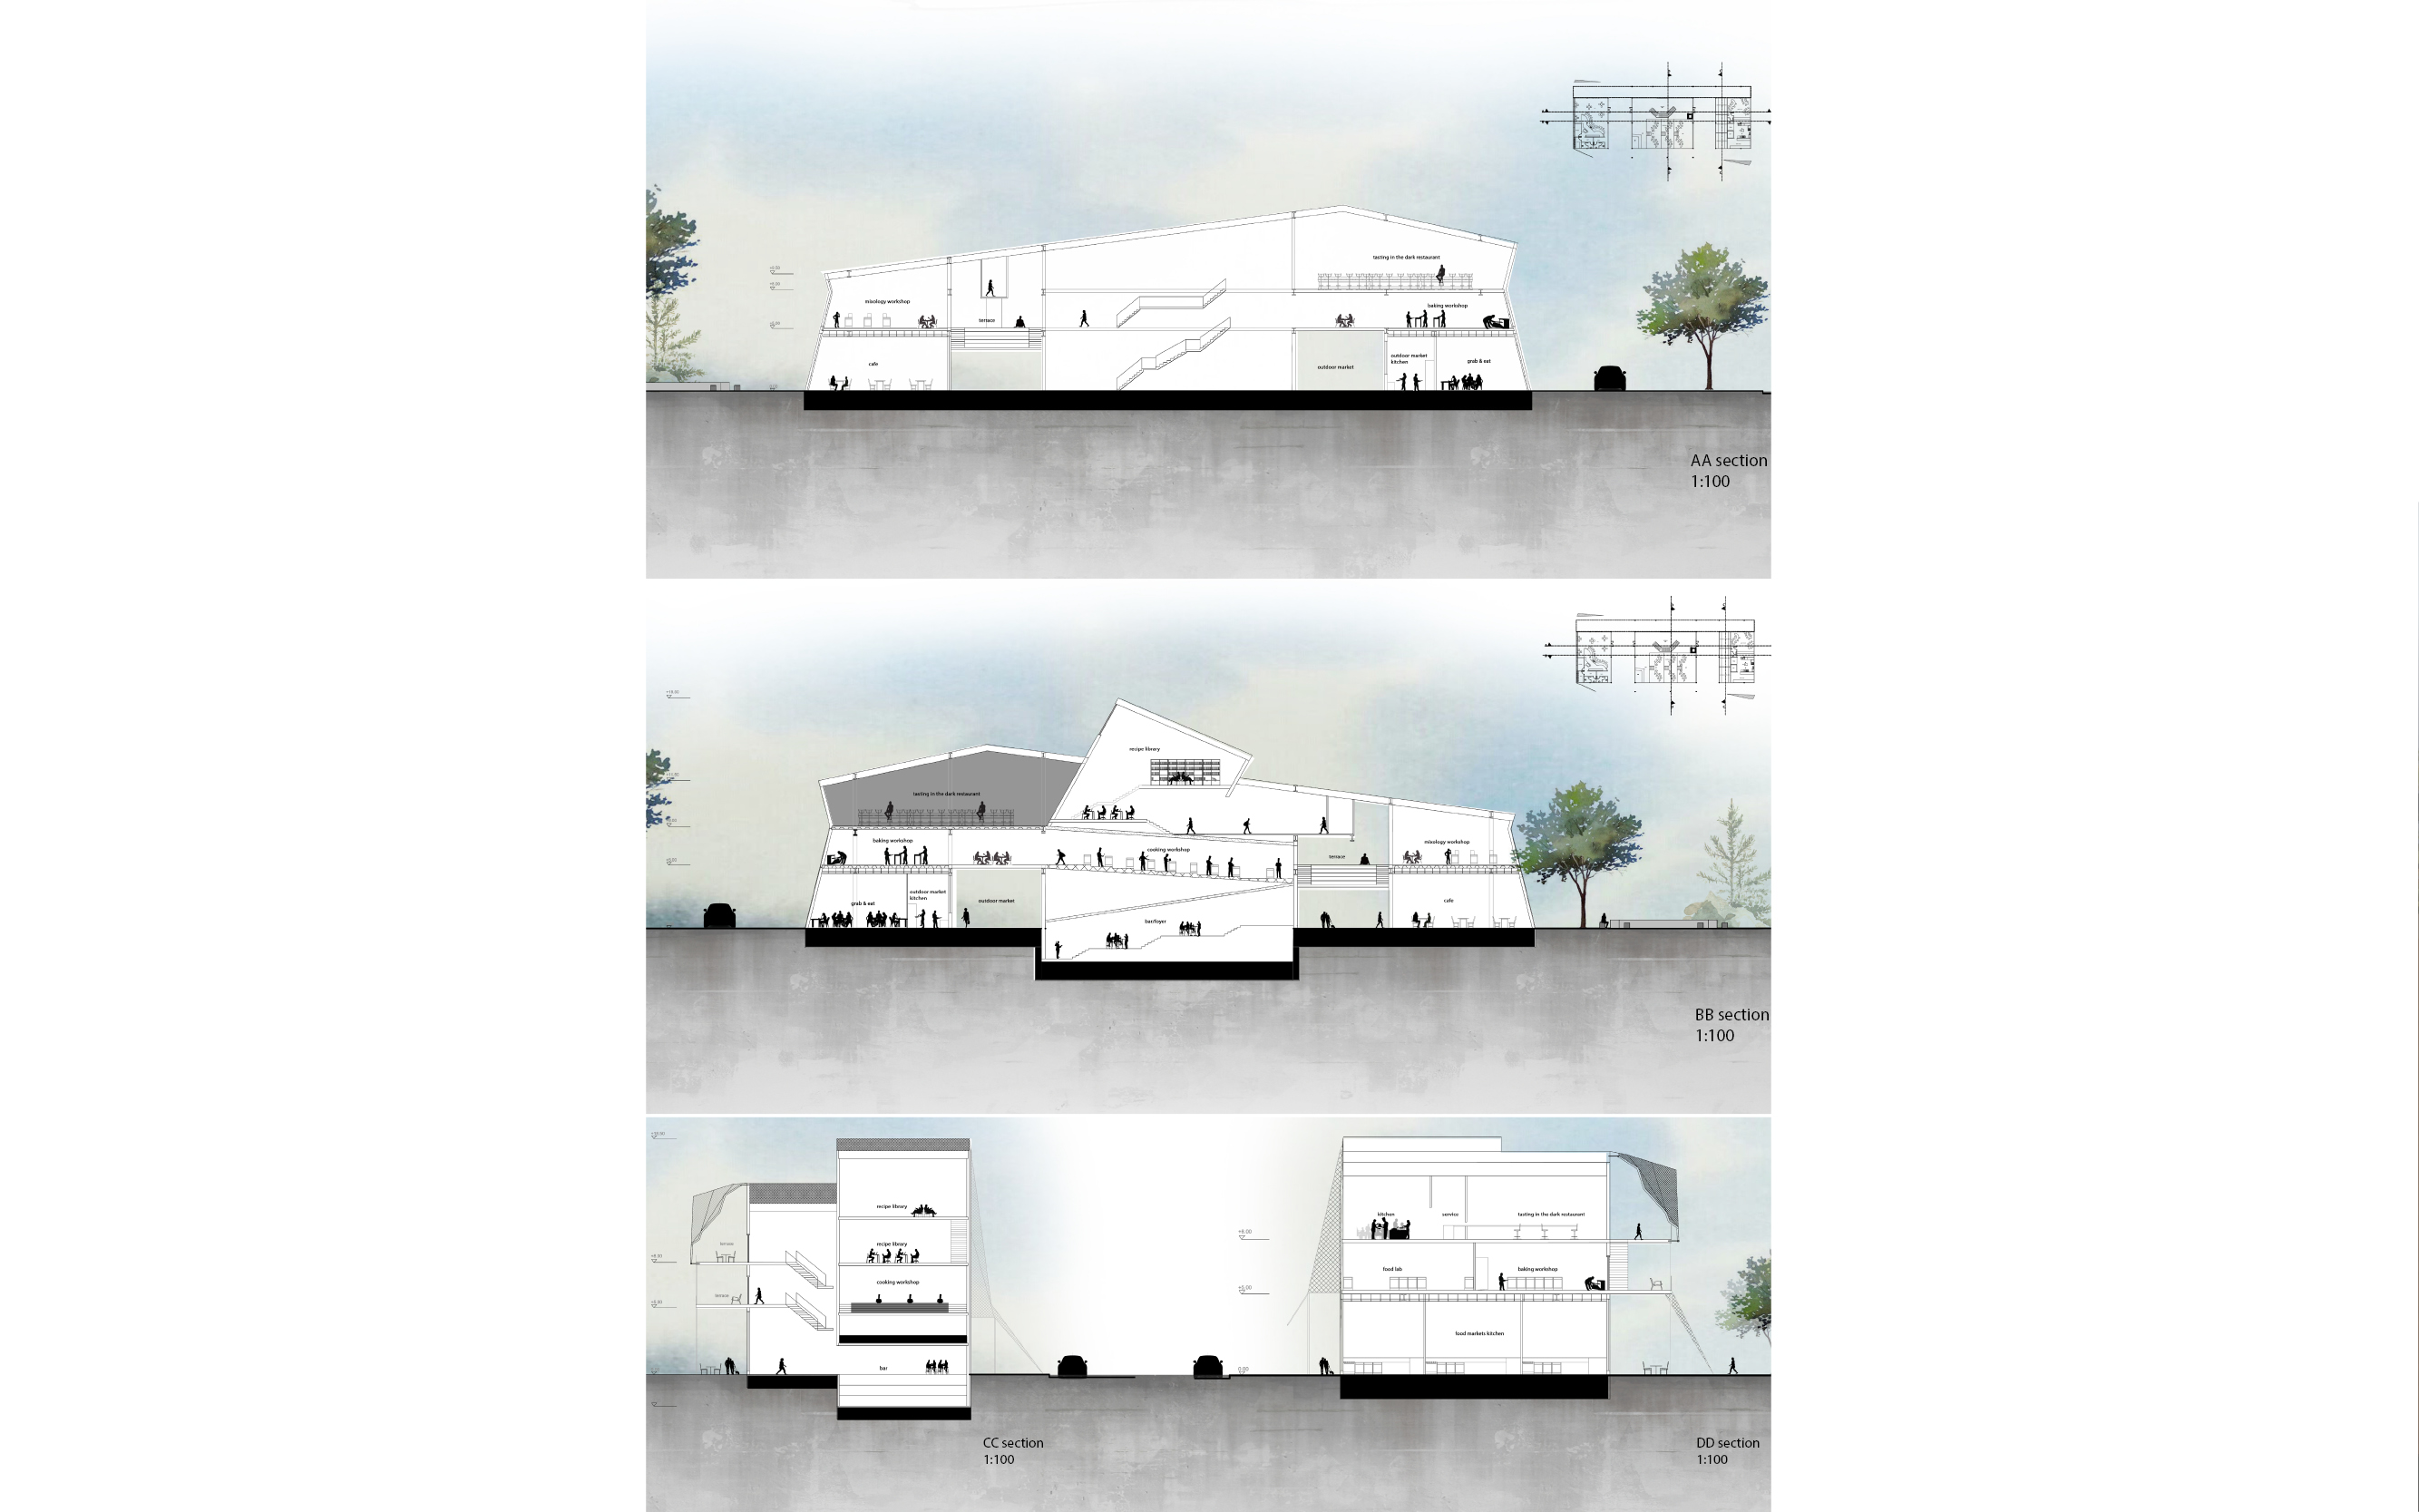 tasting in the dark restaurant
mixology workshop
baking workshop
terrace
cafe
outdoor market
kitchen
outdoor market
grab & eat
AA section
1:100
recipe library
tasting in the dark restaurant
baking workshop
cooking workshop
mixology workshop
terrace
outdoor market
kitchen
grab & eat
outdoor market
cafe
bar/foyer
BB section
1:100
recipe library
recipe library
terrace
cooking workshop
terrace
bar
CC section
1:100
kitchen
service
tasting in the dark restaurant
food lab
baking workshop
food markets kitchen
0.00
DD section
1:100